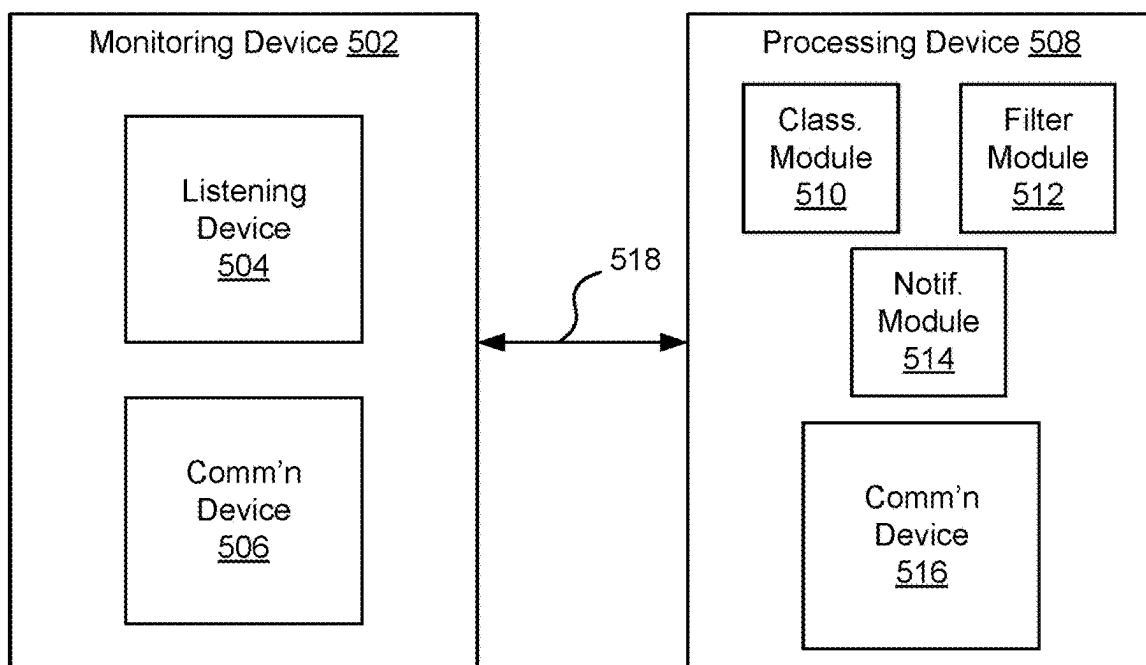 Monitoring Device 502
Listening
Device
504
Comm'n
Device
506
518
Processing Device 508
Class.
Module
510
Filter
Module
512
Notif.
Module
514
Comm'n
Device
516